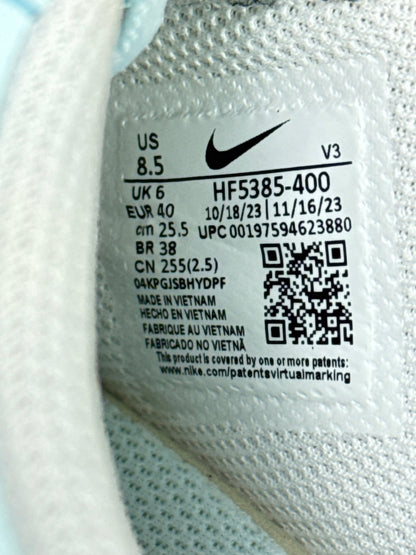 US
8.5
V3
UK 6 HF5385-400
EUR 40 10/18/23 | 11/16/23
cm 25.5 UPC 00197594623880
BR 38
CN 255(2.5)
04KPGJSBHYDPF
MADE IN VIETNAM
HECHO EN VIETNAM
FABRIQUE AU VIETNAM
FABRICADO NO VIETNÃ
This product is covered by one or more patents:
www.nike.com/patentsvirtualmarking